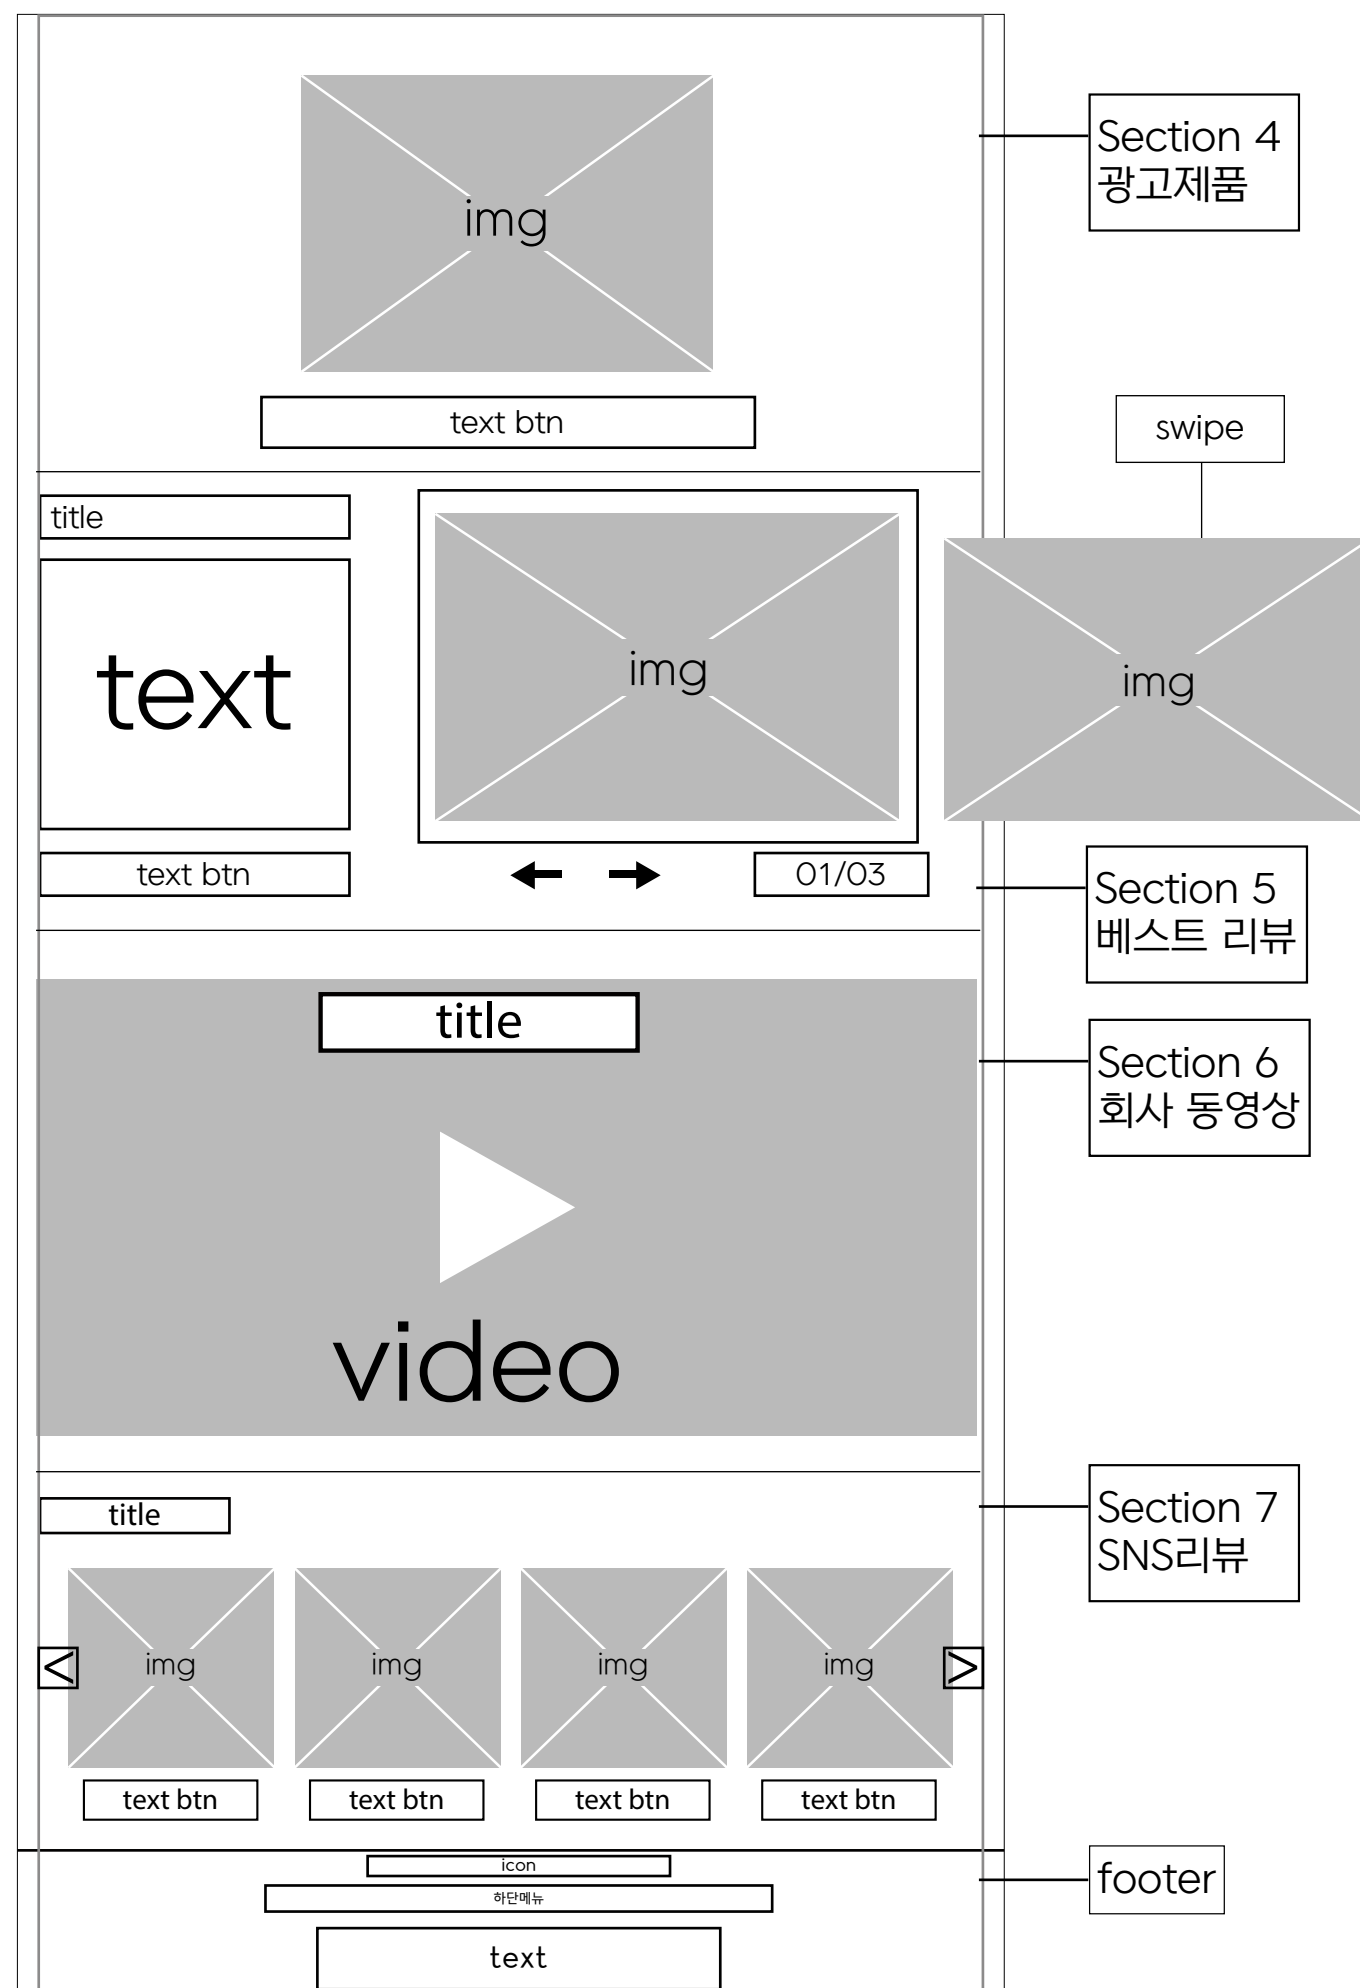 img
text btn
Section 4
광고제품
swipe
title
text
text btn
img
01/03
img
Section 5
베스트 리뷰
title
video
Section 6
회사 동영상
title
Section 7
SNS리뷰
<
img
img
img
img
>
text btn
text btn
text btn
text btn
icon
하단메뉴
text
footer